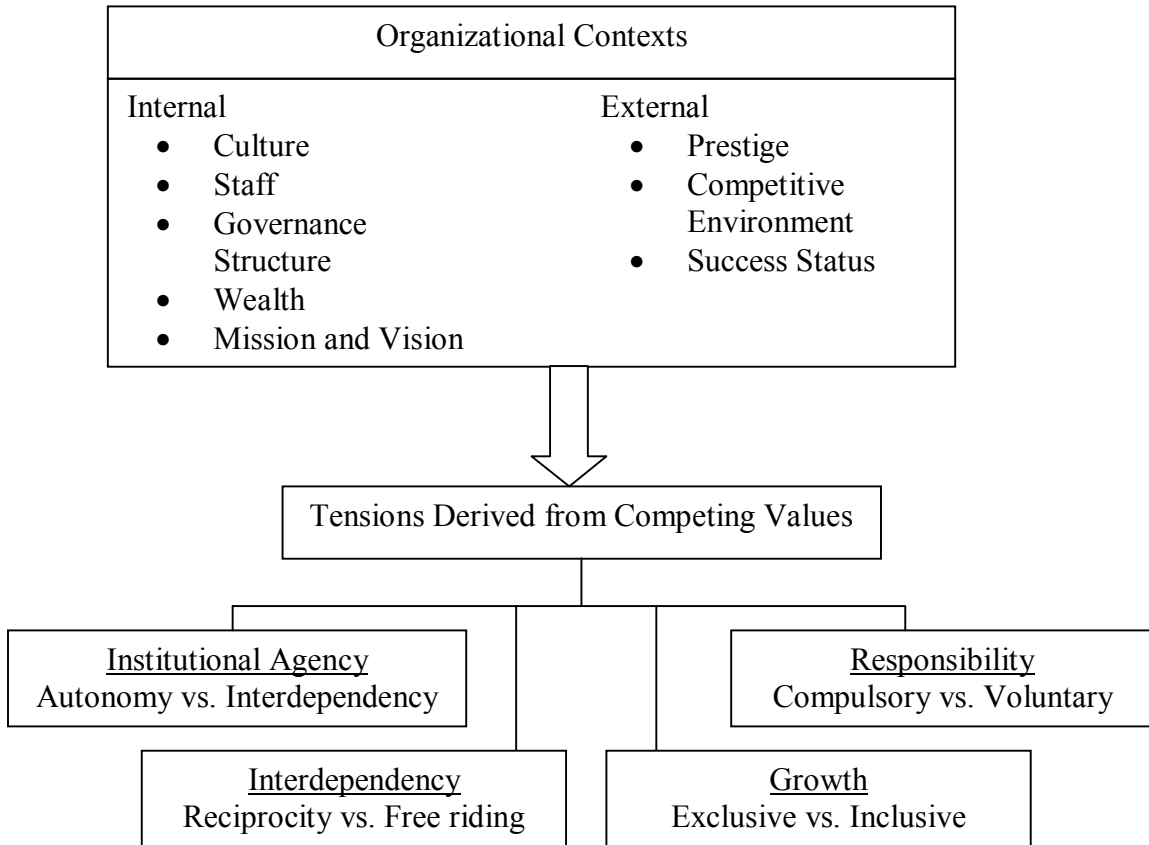 Organizational Contexts
Internal
• Culture
• Staff
• Governance
Structure
• Wealth
• Mission and Vision
External
• Prestige
• Competitive
Environment
• Success Status
Tensions Derived from Competing Values
Institutional Agency
Autonomy vs. Interdependency
Responsibility
Compulsory vs. Voluntary
Interdependency
Reciprocity vs. Free riding
Growth
Exclusive vs. Inclusive